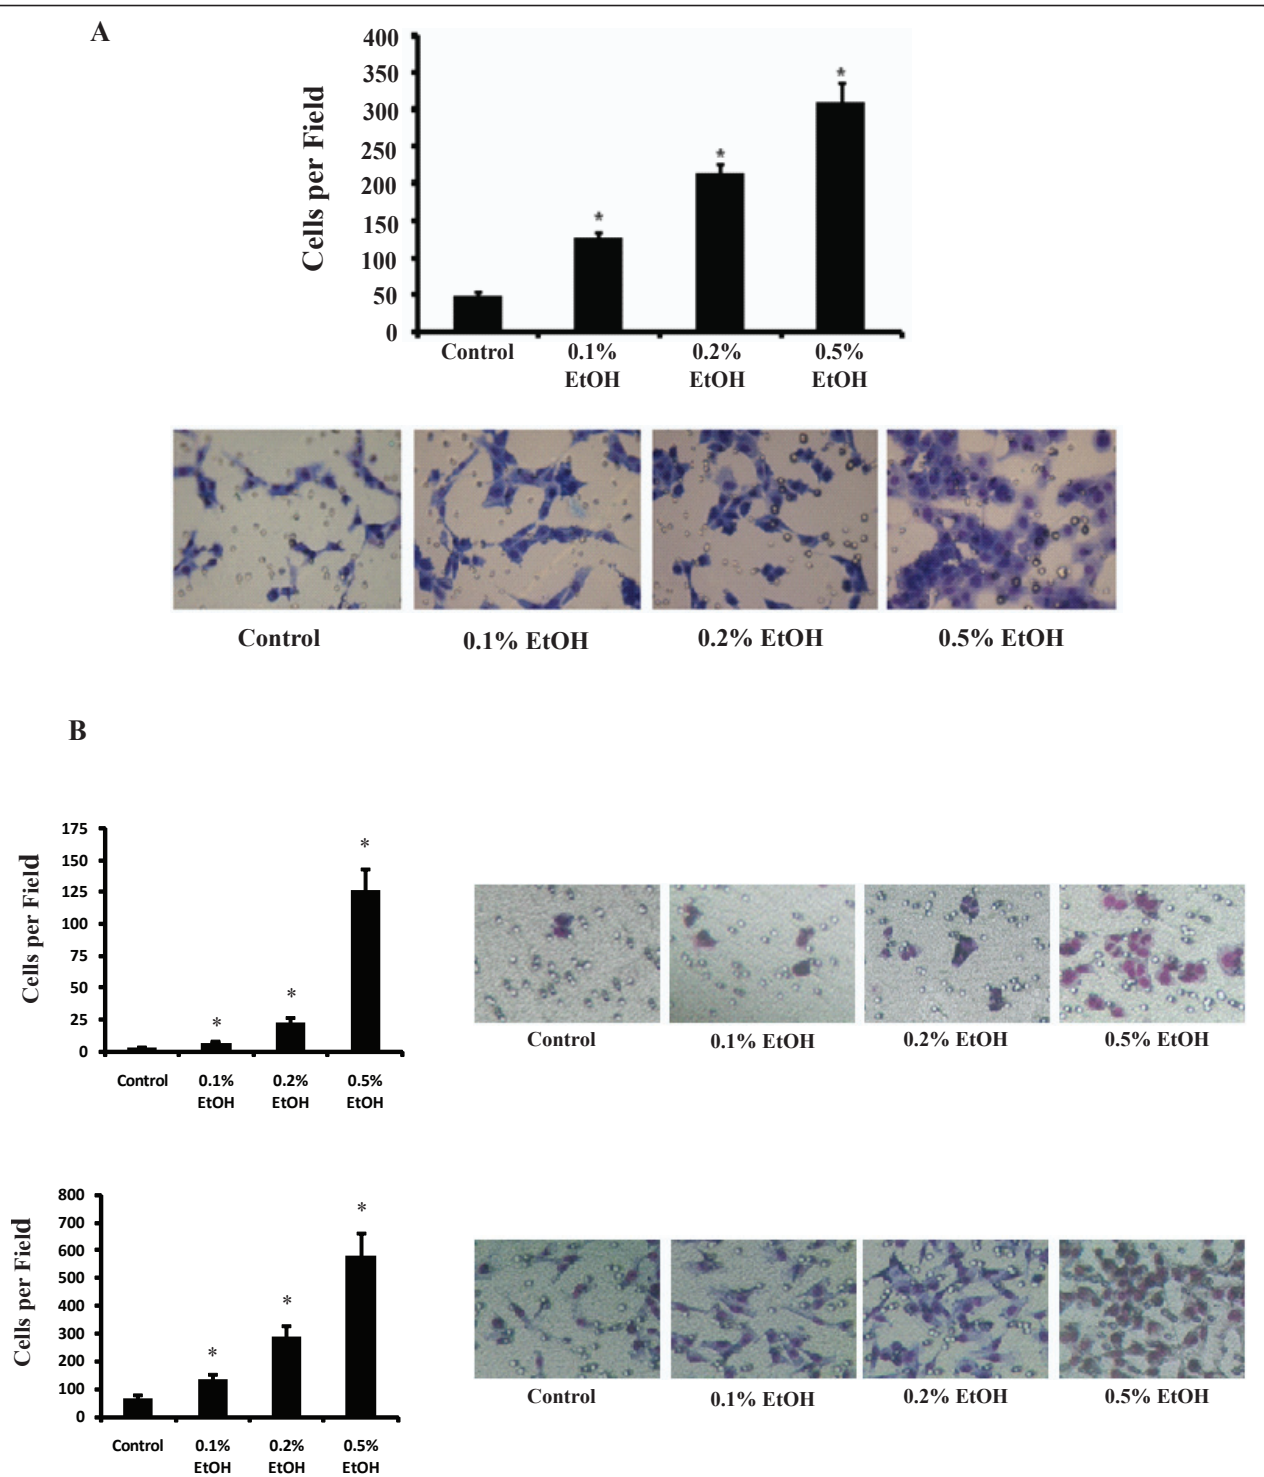 A
Cells per Field
400
350
300
250
200
150
100
50
0
*
*
*
Control
0.1%
EtOH
0.2%
EtOH
0.5%
EtOH
Control
0.1% EtOH
0.2% EtOH
0.5% EtOH
B
Cells per Field
175
150
125
100
75
50
25
0
*
*
*
Control
0.1%
EtOH
0.2%
EtOH
0.5%
EtOH
Control
0.1% EtOH
0.2% EtOH
0.5% EtOH
Cells per Field
800
700
600
500
400
300
200
100
0
*
*
*
Control
0.1%
EtOH
0.2%
EtOH
0.5%
EtOH
Control
0.1% EtOH
0.2% EtOH
0.5% EtOH